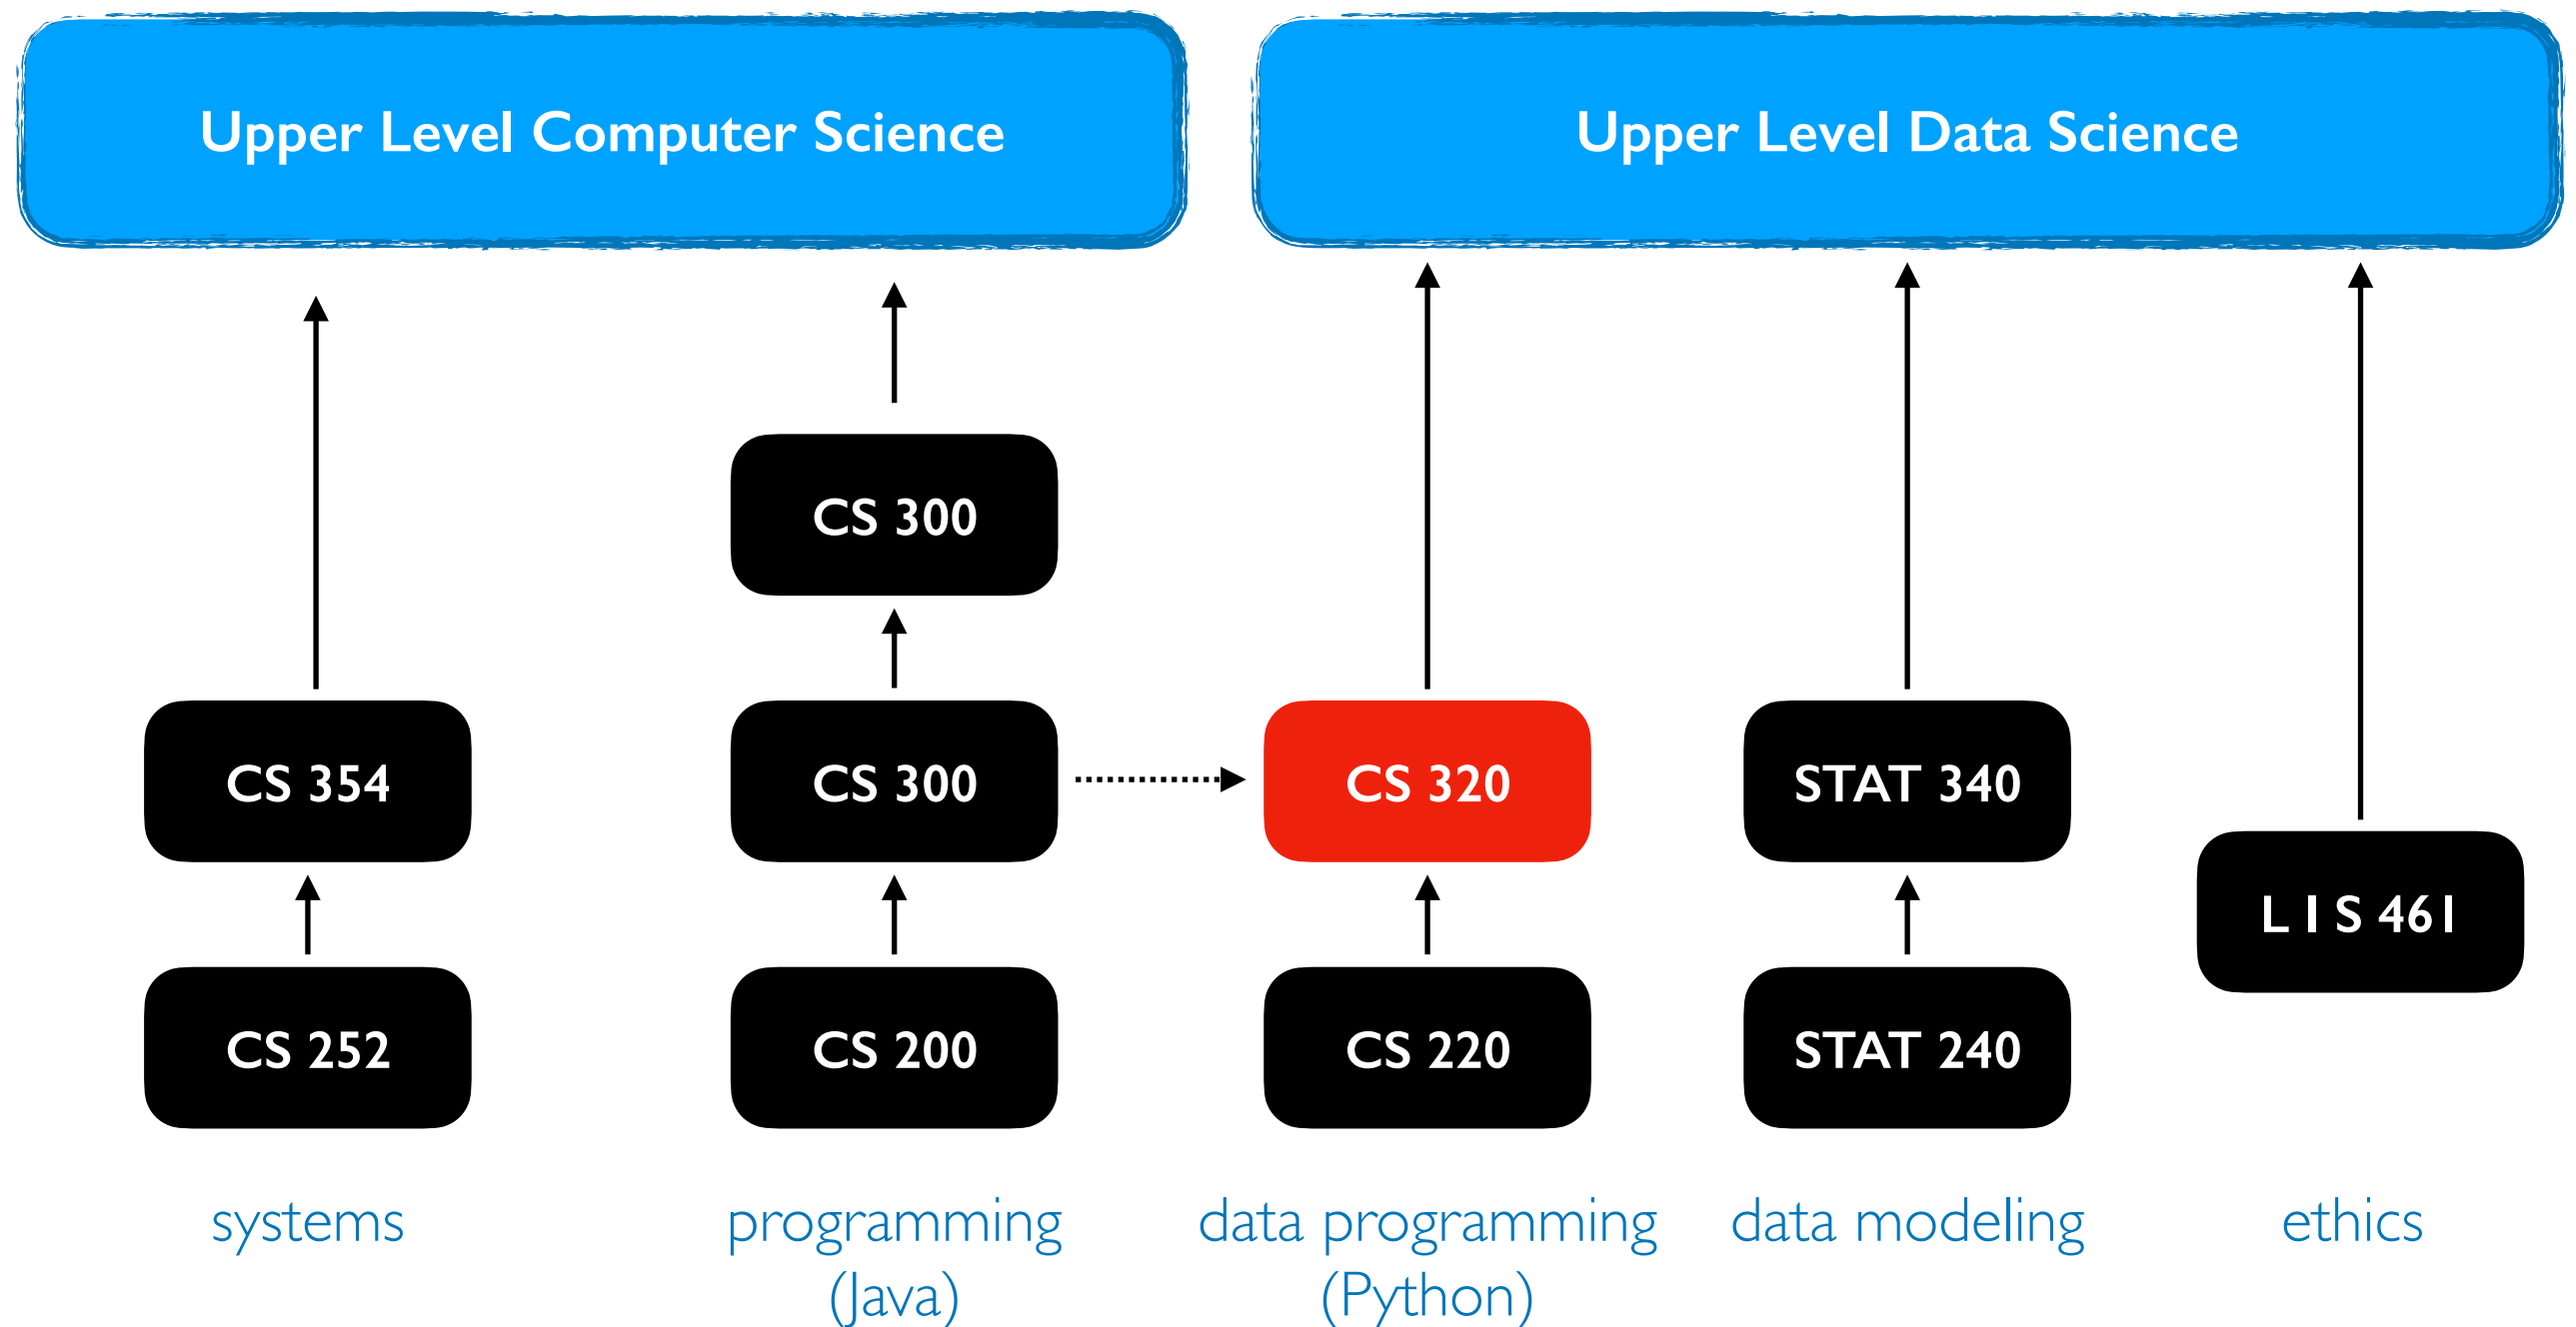 Upper Level Computer Science
Upper Level Data Science
CS 300
CS 354
CS 300
CS 320
STAT 340
L I S 461
CS 252
CS 200
CS 220
STAT 240
systems
programming
(Java)
data programming
(Python)
data modeling
ethics